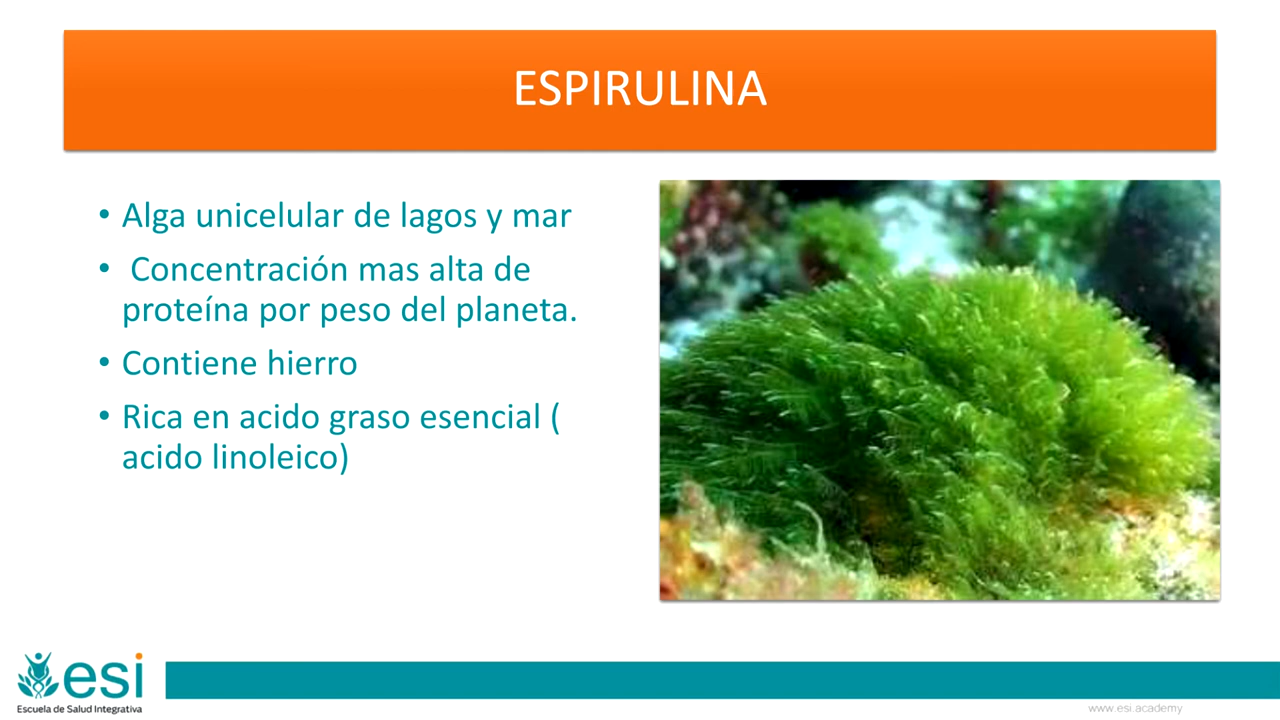 ESPIRULINA
• Alga unicelular de lagos y mar
• Concentración mas alta de
proteína por peso del planeta.
• Contiene hierro
• Rica en acido graso esencial (
acido linoleico)
esi
Escuela de Salud Integrativa
www.esi.academy